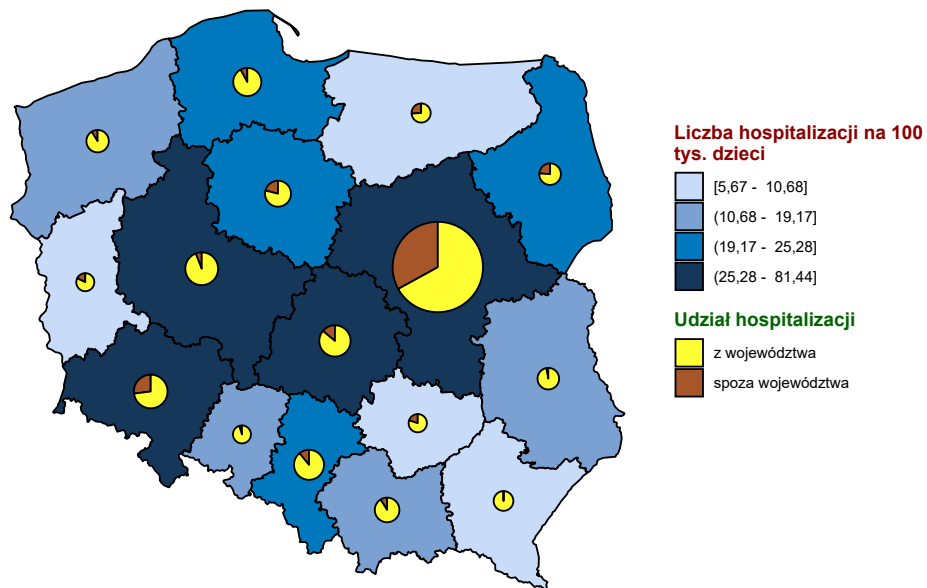 Liczba hospitalizacji na 100
tys. dzieci
[5,67 - 10,68]
(10,68 - 19,17]
(19,17 - 25,28]
(25,28 - 81,44]
Udział hospitalizacji
z województwa
spoza województwa